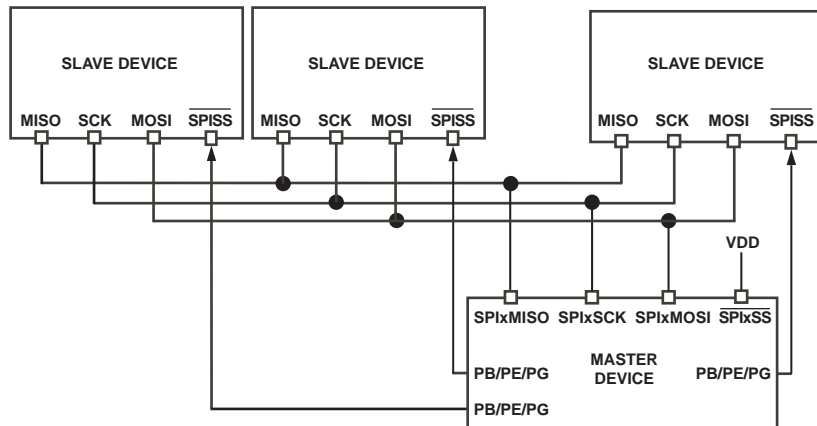 SLAVE DEVICE
MISO SCK MOSI SPISS
SLAVE DEVICE
MISO SCK MOSI SPISS
SLAVE DEVICE
MISO SCK MOSI SPISS
VDD
SPIxMISO SPIxSCK SPIxMOSI SPIxSS
MASTER
DEVICE
PB/PE/PG
PB/PE/PG
PB/PE/PG